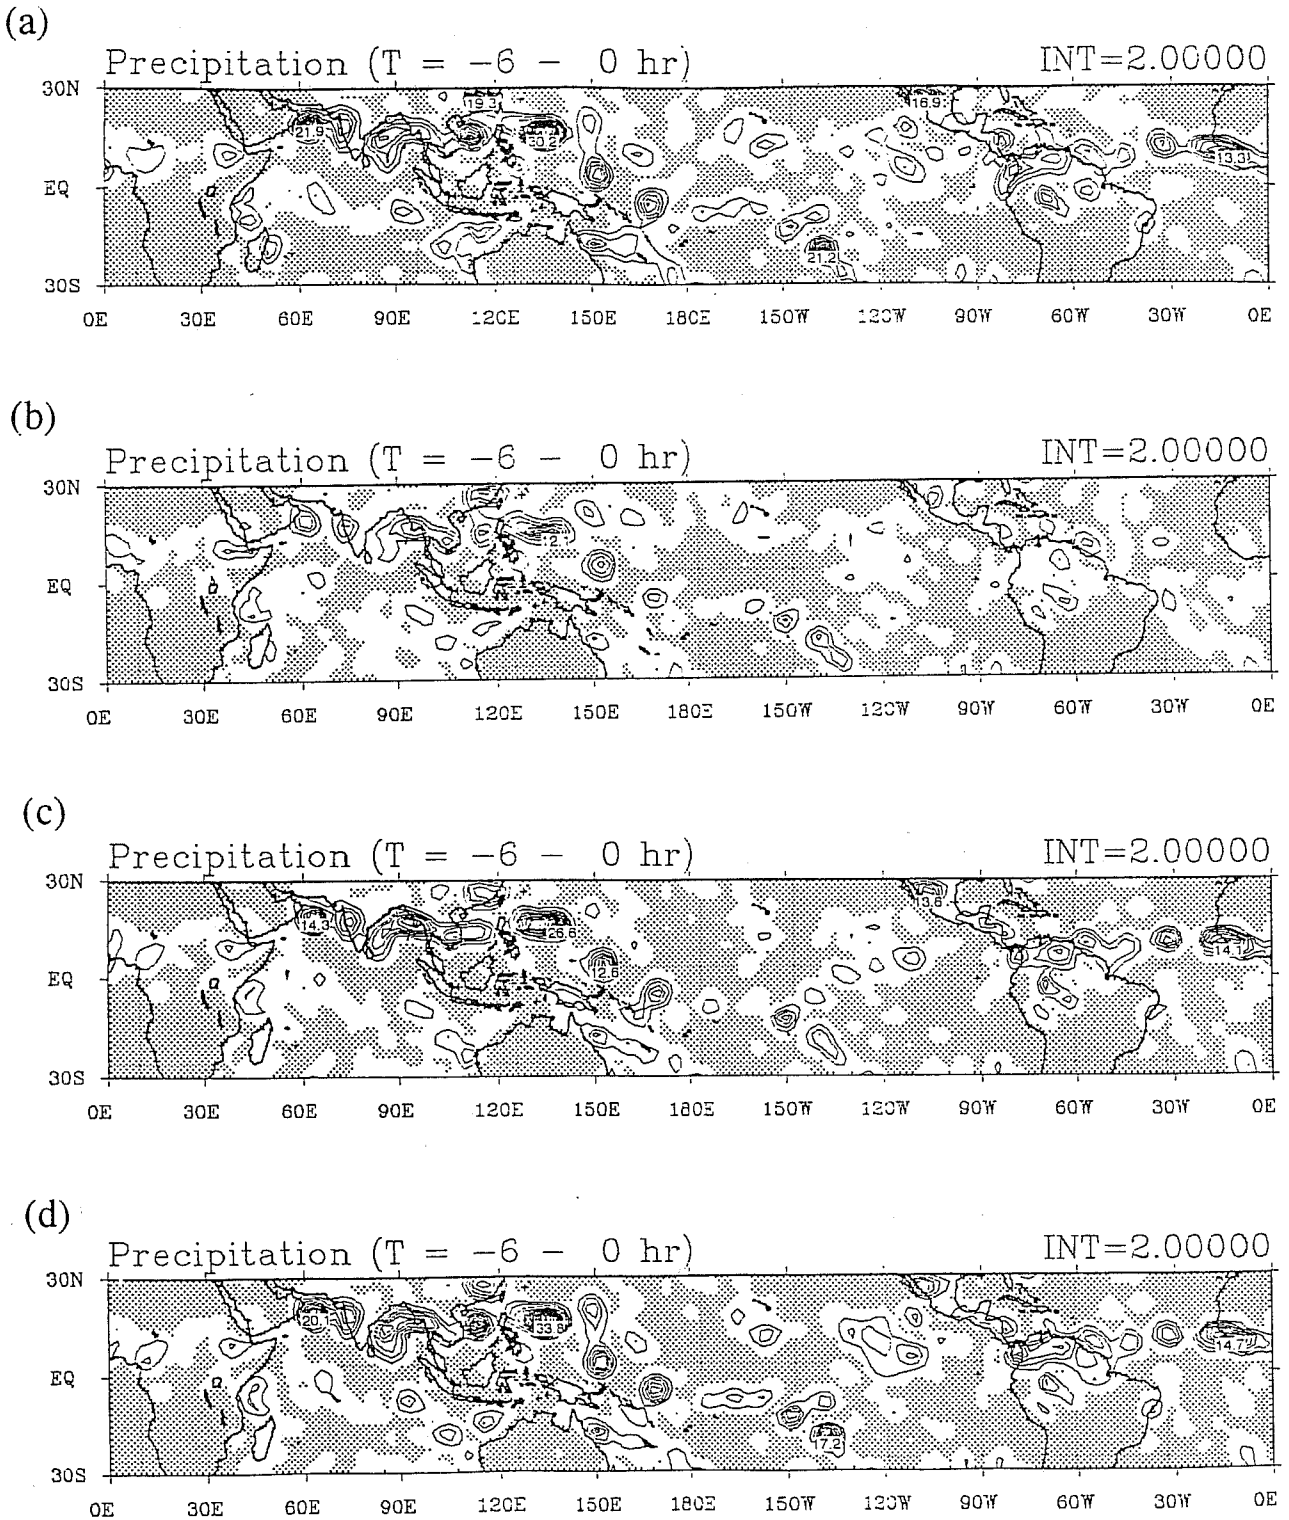 (a)
Precipitation (T = -6 - 0 hr) INT=2.00000
30N
19.3
16.9
21.9
13.3
EQ
21.2
30S
0E 30E 60E 90E 120E 150E 180E 150W 120W 90W 60W 30W 0E
(b)
Precipitation (T = -6 - 0 hr) INT=2.00000
30N
EQ
30S
0E 30E 60E 90E 120E 150E 180E 150W 120W 90W 60W 30W 0E
(c)
Precipitation (T = -6 - 0 hr) INT=2.00000
30N
13.6
14.3
26.6
14.1
12.6
EQ
30S
0E 30E 60E 90E 120E 150E 180E 150W 120W 90W 60W 30W 0E
(d)
Precipitation (T = -6 - 0 hr) INT=2.00000
30N
20.1
14.7
EQ
17.2
30S
0E 30E 60E 90E 120E 150E 180E 150W 120W 90W 60W 30W 0E